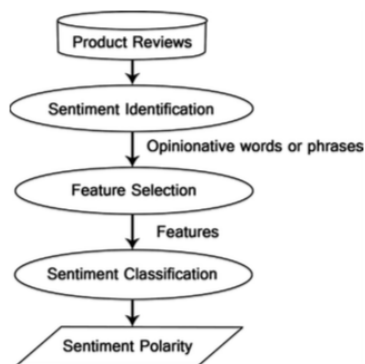 Product Reviews
Sentiment Identification
Opinionative words or phrases
Feature Selection
Features
Sentiment Classification
Sentiment Polarity